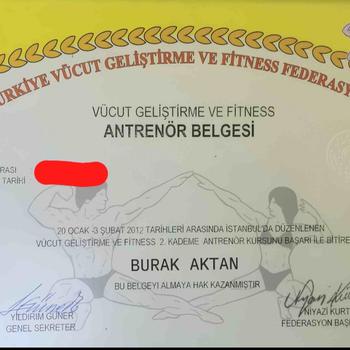 ÜRKİYE VÜCUT GELİŞTİRME VE FİTNESS FEDERASY
VÜCUT GELİŞTİRME VE FİTNESS
ANTRENÖR BELGESİ
RASI
TARİHİ
20 OCAK -3 ŞUBAT 2012 TARİHLERİ ARASINDA İSTANBUL'DA DÜZENLENEN
VÜCUT GELİŞTİRME VE FİTNESS 2. KADEME ANTRENÖR KURSUNU BAŞARI İLE BİTİRE
BURAK AKTAN
BU BELGEYİ ALMAYA HAK KAZANMIŞTIR
YILDIRIM GÜNER
GENEL SEKRETER
NİYAZİ KURT
FEDERASYON BAŞ